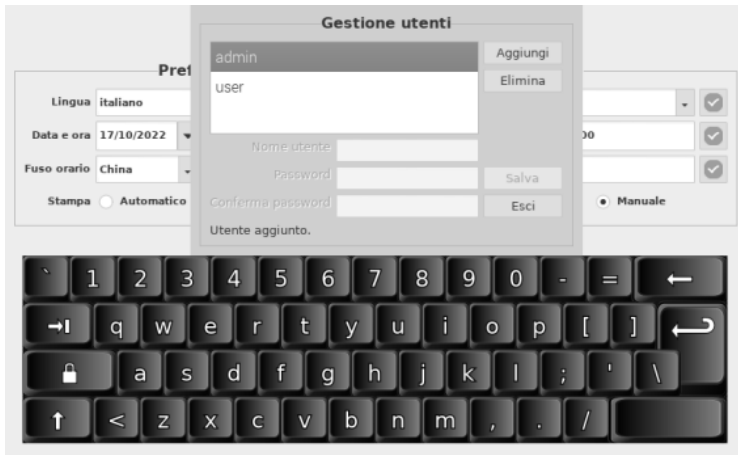 Gestione utenti
admin
Aggiungi
user
Elimina
Nome utente
Password
Salva
Conferma password
Esci
Utente aggiunto.
Pref
Lingua italiano
Data e ora 17/10/2022
00
Fuso orario China
Stampa Automatico
Manuale
` 1 2 3 4 5 6 7 8 9 0 - =
q w e r t y u i o p [ ]
a s d f g h j k l ; ' \
< z x c v b n m , . /